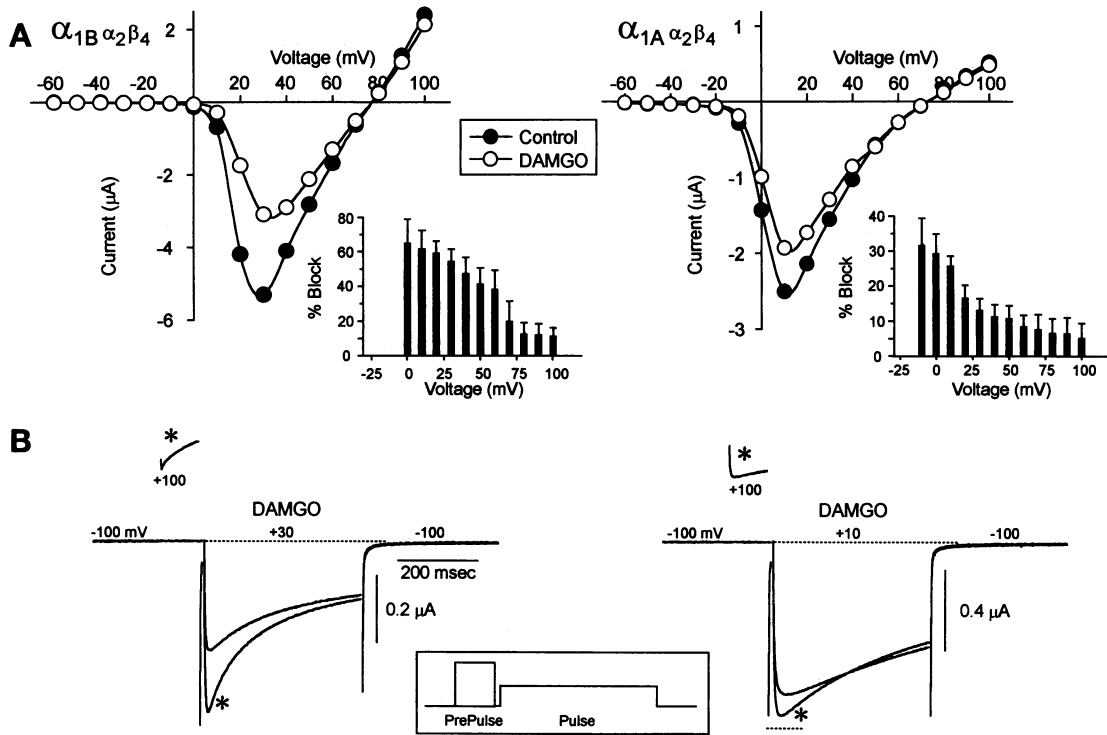 A
α1B α2 β4
2
Voltage (mV)
-60 -40 -20 20 40 60 80 100
-2
-4
-6
Current (μA)
Control
DAMGO
80
60
40
20
0
% Block
-25 0 25 50 75 100
Voltage (mV)
α1A α2 β4
1
Voltage (mV)
-60 -40 -20 20 40 60 80 100
-1
-2
-3
Current (μA)
40
30
20
10
0
% Block
-25 0 25 50 75 100
Voltage (mV)
B
*
+100
DAMGO
-100 mV +30 -100
200 msec
0.2 μA
*
*
+100
DAMGO
-100 mV +10 -100
0.4 μA
*
PrePulse Pulse